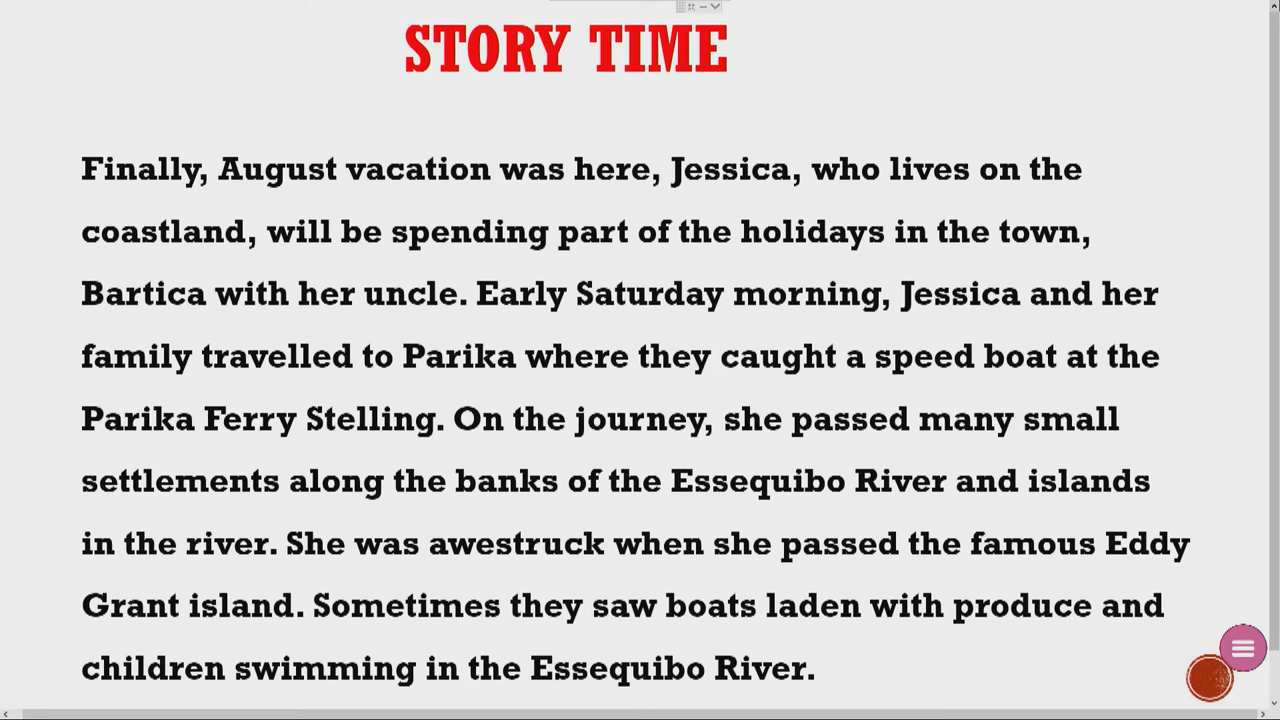 STORY TIME
Finally, August vacation was here, Jessica, who lives on the
coastland, will be spending part of the holidays in the town,
Bartica with her uncle. Early Saturday morning, Jessica and her
family travelled to Parika where they caught a speed boat at the
Parika Ferry Stelling. On the journey, she passed many small
settlements along the banks of the Essequibo River and islands
in the river. She was awestruck when she passed the famous Eddy
Grant island. Sometimes they saw boats laden with produce and
children swimming in the Essequibo River.